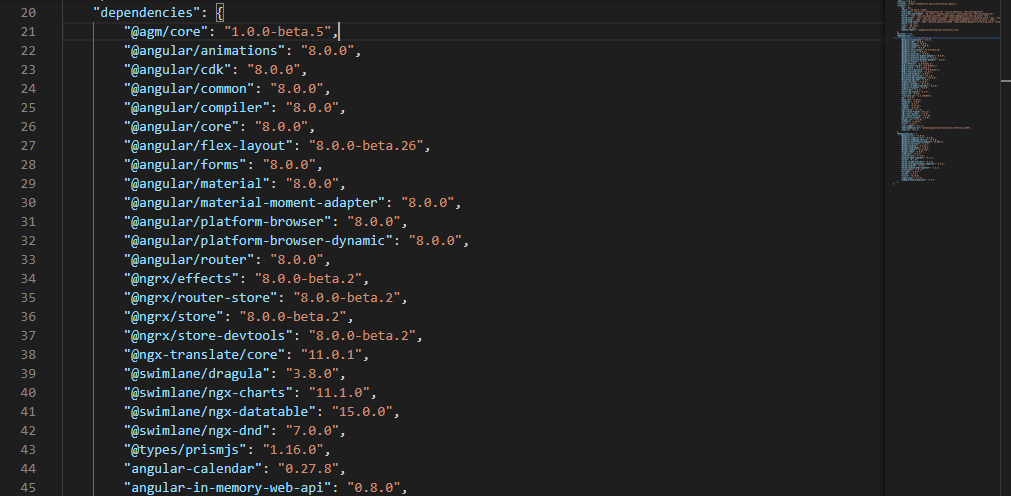 20 "dependencies": {
21 "@agm/core": "1.0.0-beta.5",
22 "@angular/animations": "8.0.0",
23 "@angular/cdk": "8.0.0",
24 "@angular/common": "8.0.0",
25 "@angular/compiler": "8.0.0",
26 "@angular/core": "8.0.0",
27 "@angular/flex-layout": "8.0.0-beta.26",
28 "@angular/forms": "8.0.0",
29 "@angular/material": "8.0.0",
30 "@angular/material-moment-adapter": "8.0.0",
31 "@angular/platform-browser": "8.0.0",
32 "@angular/platform-browser-dynamic": "8.0.0",
33 "@angular/router": "8.0.0",
34 "@ngrx/effects": "8.0.0-beta.2",
35 "@ngrx/router-store": "8.0.0-beta.2",
36 "@ngrx/store": "8.0.0-beta.2",
37 "@ngrx/store-devtools": "8.0.0-beta.2",
38 "@ngx-translate/core": "11.0.1",
39 "@swimlane/dragula": "3.8.0",
40 "@swimlane/ngx-charts": "11.1.0",
41 "@swimlane/ngx-datatable": "15.0.0",
42 "@swimlane/ngx-dnd": "7.0.0",
43 "@types/prismjs": "1.16.0",
44 "angular-calendar": "0.27.8",
45 "angular-in-memory-web-api": "0.8.0",